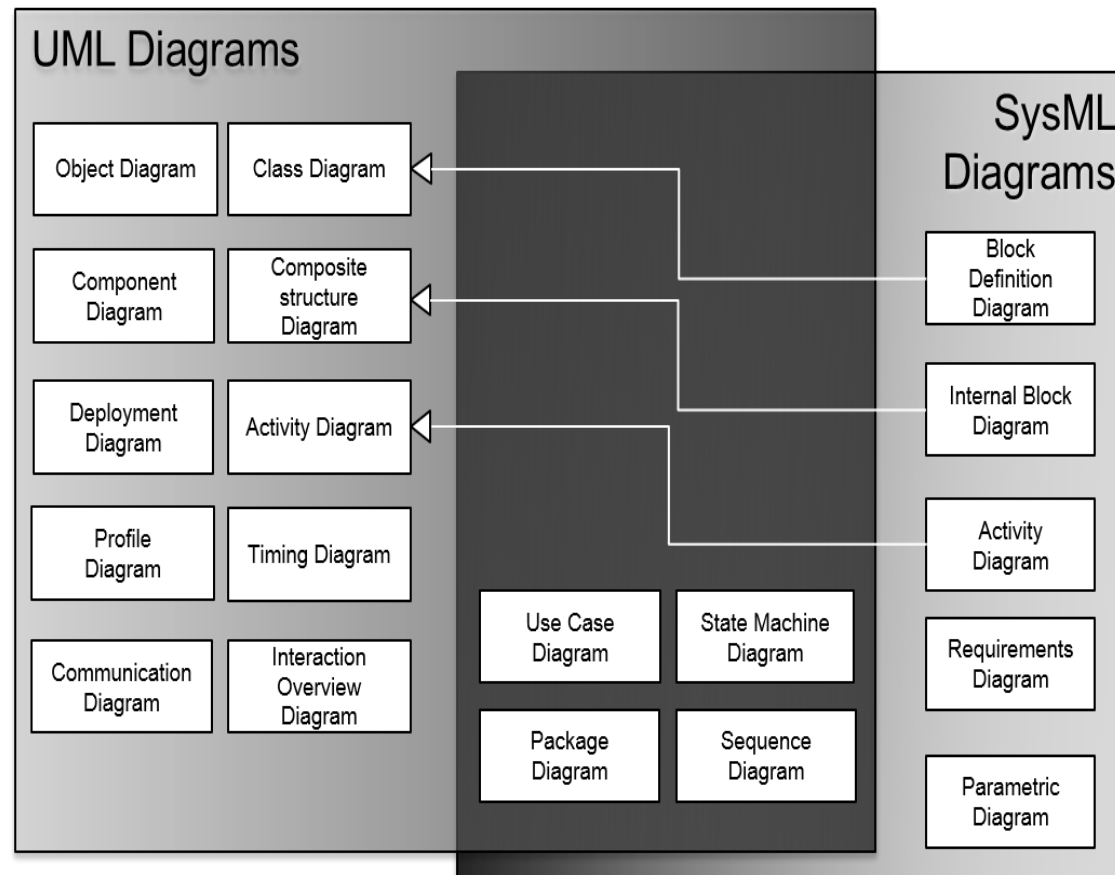 UML Diagrams
SysML
Diagrams
Object Diagram
Class Diagram
Block
Definition
Diagram
Component
Diagram
Composite
structure
Diagram
Internal Block
Diagram
Deployment
Diagram
Activity Diagram
Activity
Diagram
Profile
Diagram
Timing Diagram
Use Case
Diagram
State Machine
Diagram
Requirements
Diagram
Communication
Diagram
Interaction
Overview
Diagram
Package
Diagram
Sequence
Diagram
Parametric
Diagram